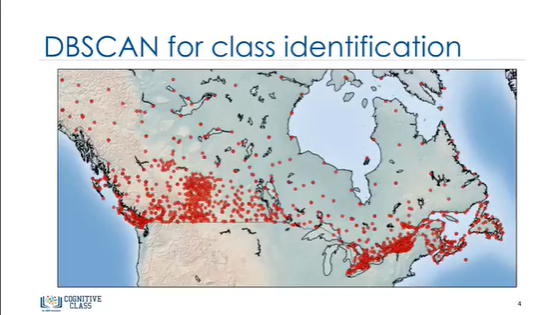 DBSCAN for class identification
COGNITIVE
CLASS
4